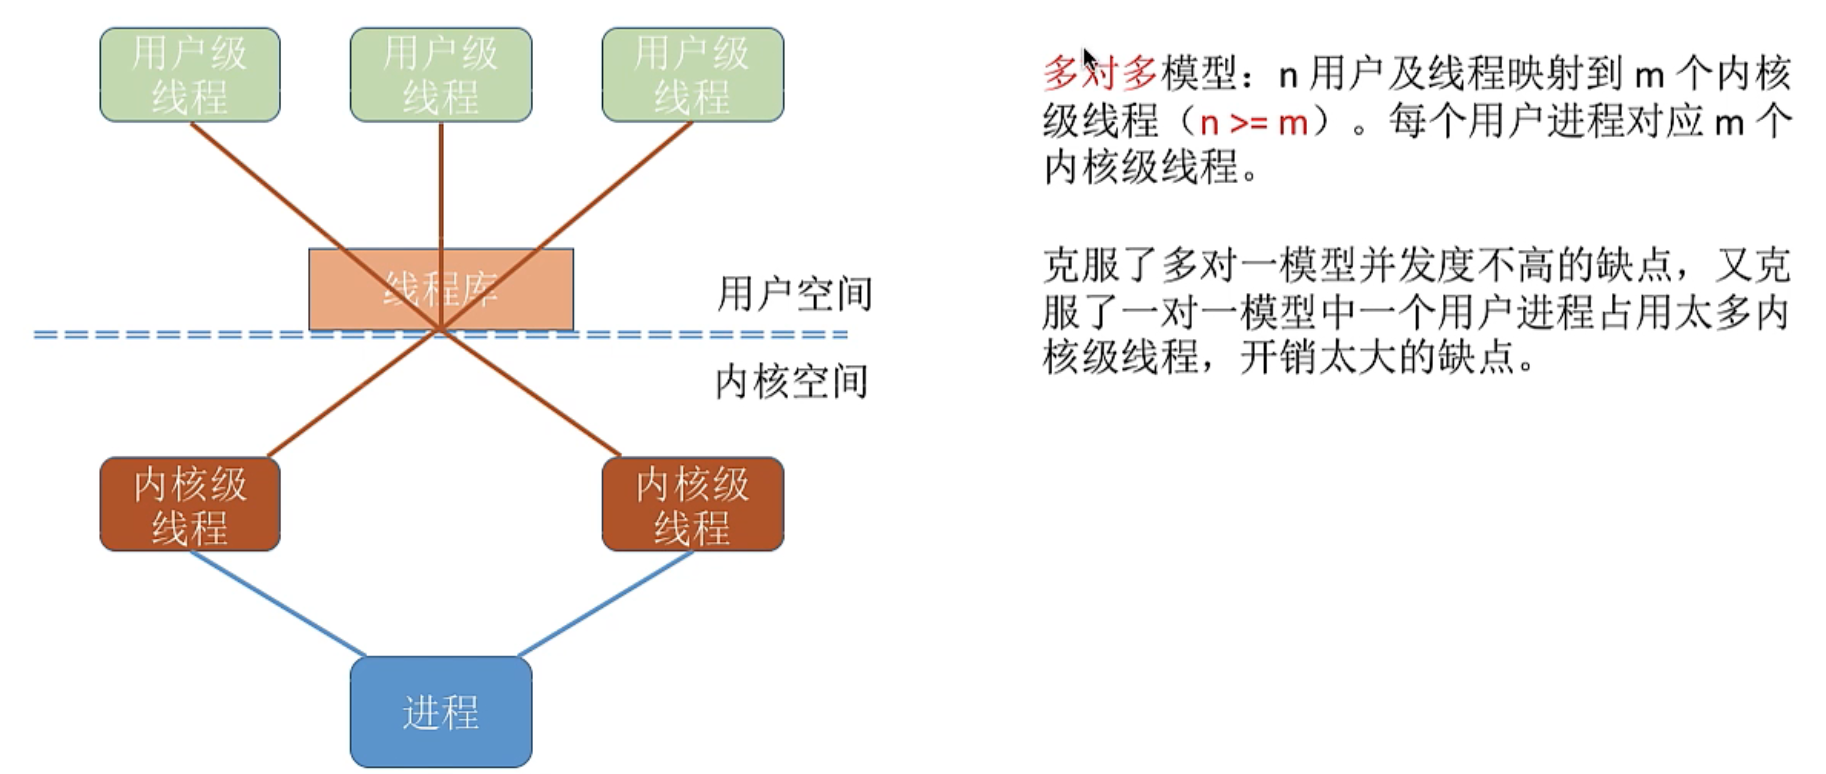 用户级
线程
用户级
线程
用户级
线程
线程库
用户空间
内核空间
内核级
线程
内核级
线程
进程
多对多模型：n 用户及线程映射到 m 个内核
级线程（n >= m）。每个用户进程对应 m 个
内核级线程。
克服了多对一模型并发度不高的缺点，又克
服了一对一模型中一个用户进程占用太多内
核级线程，开销太大的缺点。